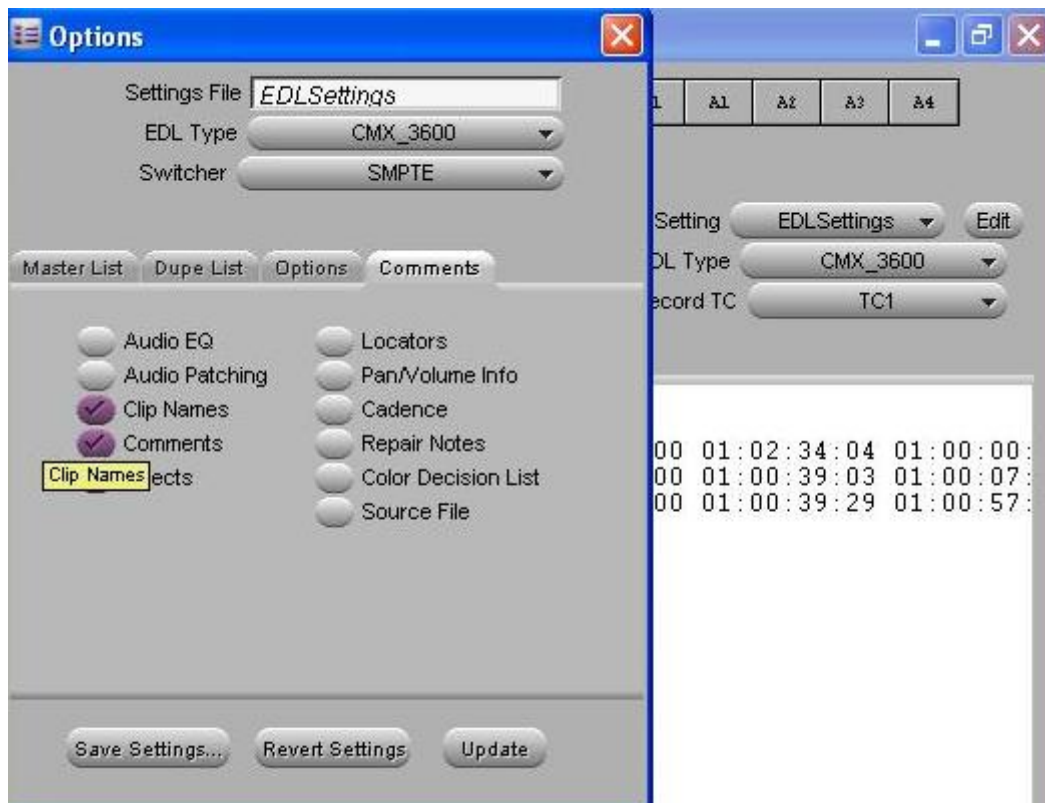 Options
Settings File EDLSettings
EDL Type CMX_3600
Switcher SMPTE
Master List Dupe List Options Comments
Audio EQ
Audio Patching
Clip Names
Comments
Clip Names ects
Locators
Pan/Volume Info
Cadence
Repair Notes
Color Decision List
Source File
Save Settings... Revert Settings Update
1 A1 A2 A3 A4
Setting EDLSettings Edit
DL Type CMX_3600
ecord TC TC1
00 01:02:34:04 01:00:00:
00 01:00:39:03 01:00:07:
00 01:00:39:29 01:00:57: